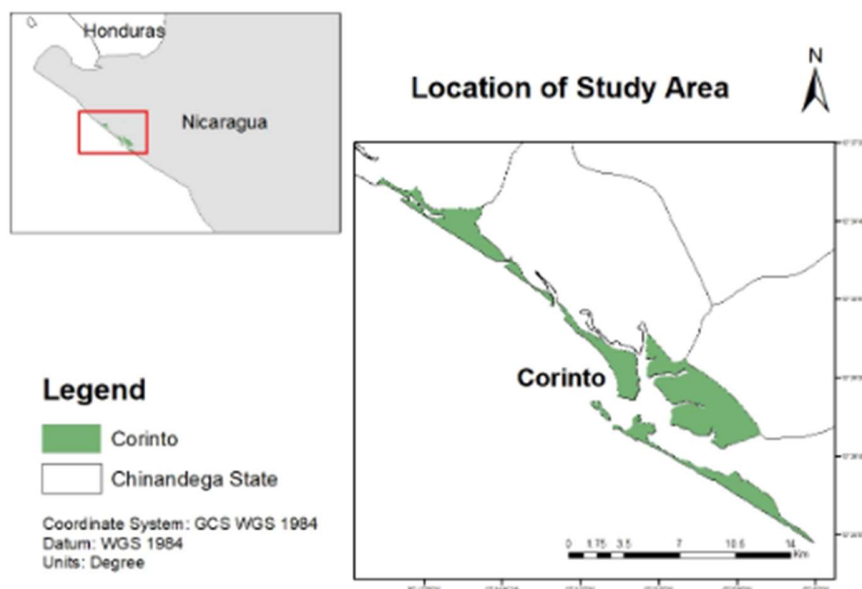 Honduras
Nicaragua
Location of Study Area
N
Corinto
Legend
Corinto
Chinandega State
Coordinate System: GCS WGS 1984
Datum: WGS 1984
Units: Degree
0 1.75 3.5 7 10.5 14
Km